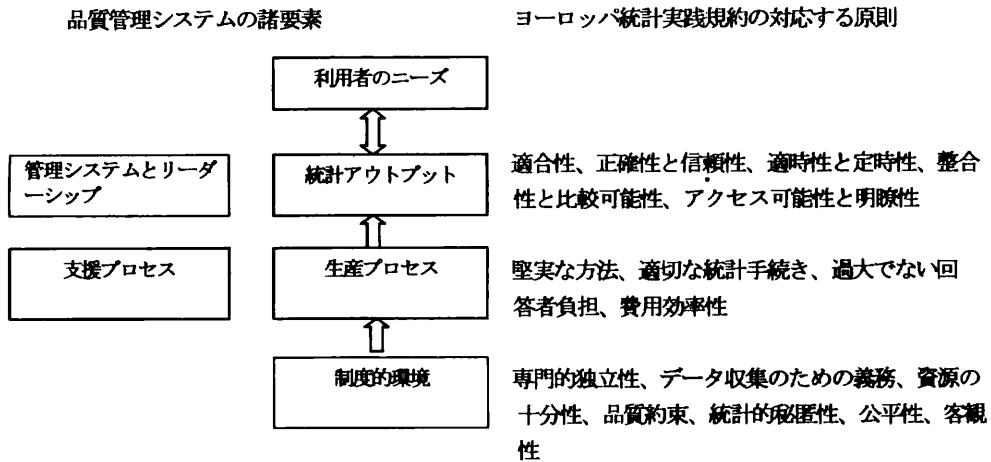 品質管理システムの諸要素
ヨーロッパ統計実践規約の対応する原則
利用者のニーズ
管理システムとリーダ
ーシップ
統計アウトプット
適合性、正確性と信頼性、適時性と定時性、整合
性と比較可能性、アクセス可能性と明瞭性
支援プロセス
生産プロセス
堅実な方法、適切な統計手続き、過大でない回
答者負担、費用効率性
制度的環境
専門的独立性、データ収集のための義務、資源の
十分性、品質約束、統計的秘匿性、公平性、客観
性